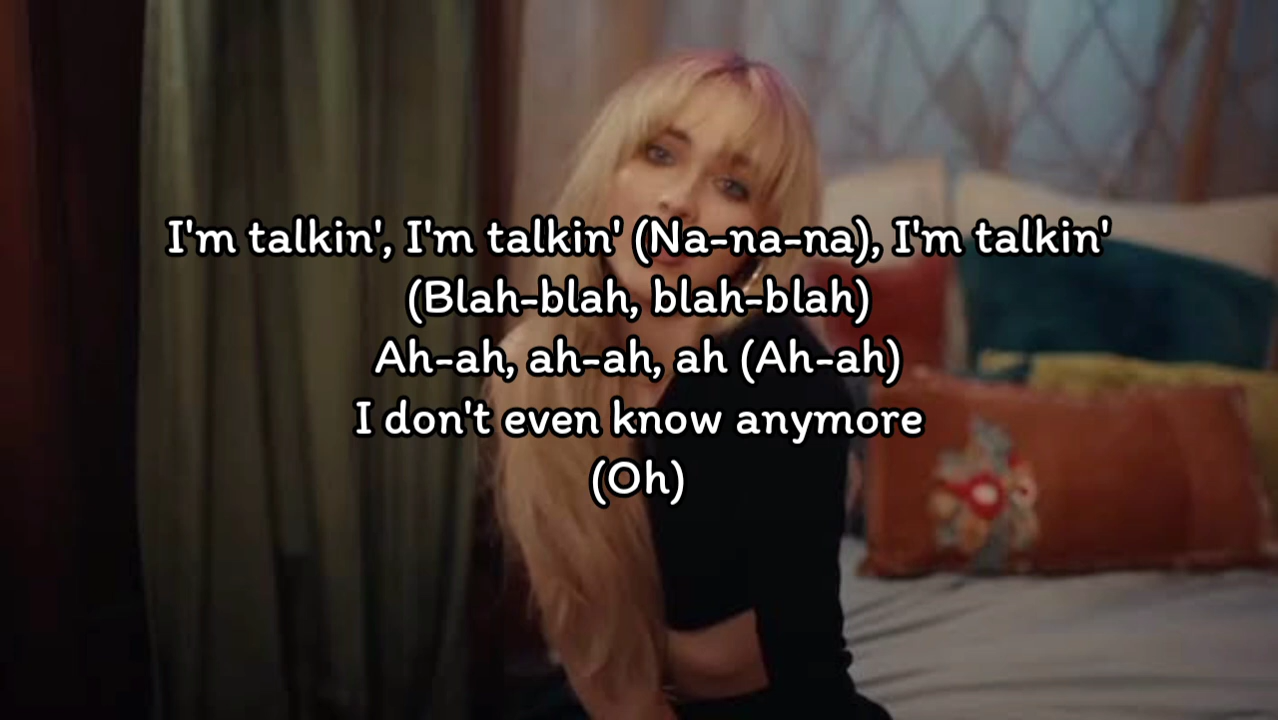 I'm talkin', I'm talkin' (Na-na-na), I'm talkin'
(Blah-blah, blah-blah)
Ah-ah, ah-ah, ah (Ah-ah)
I don't even know anymore
(Oh)